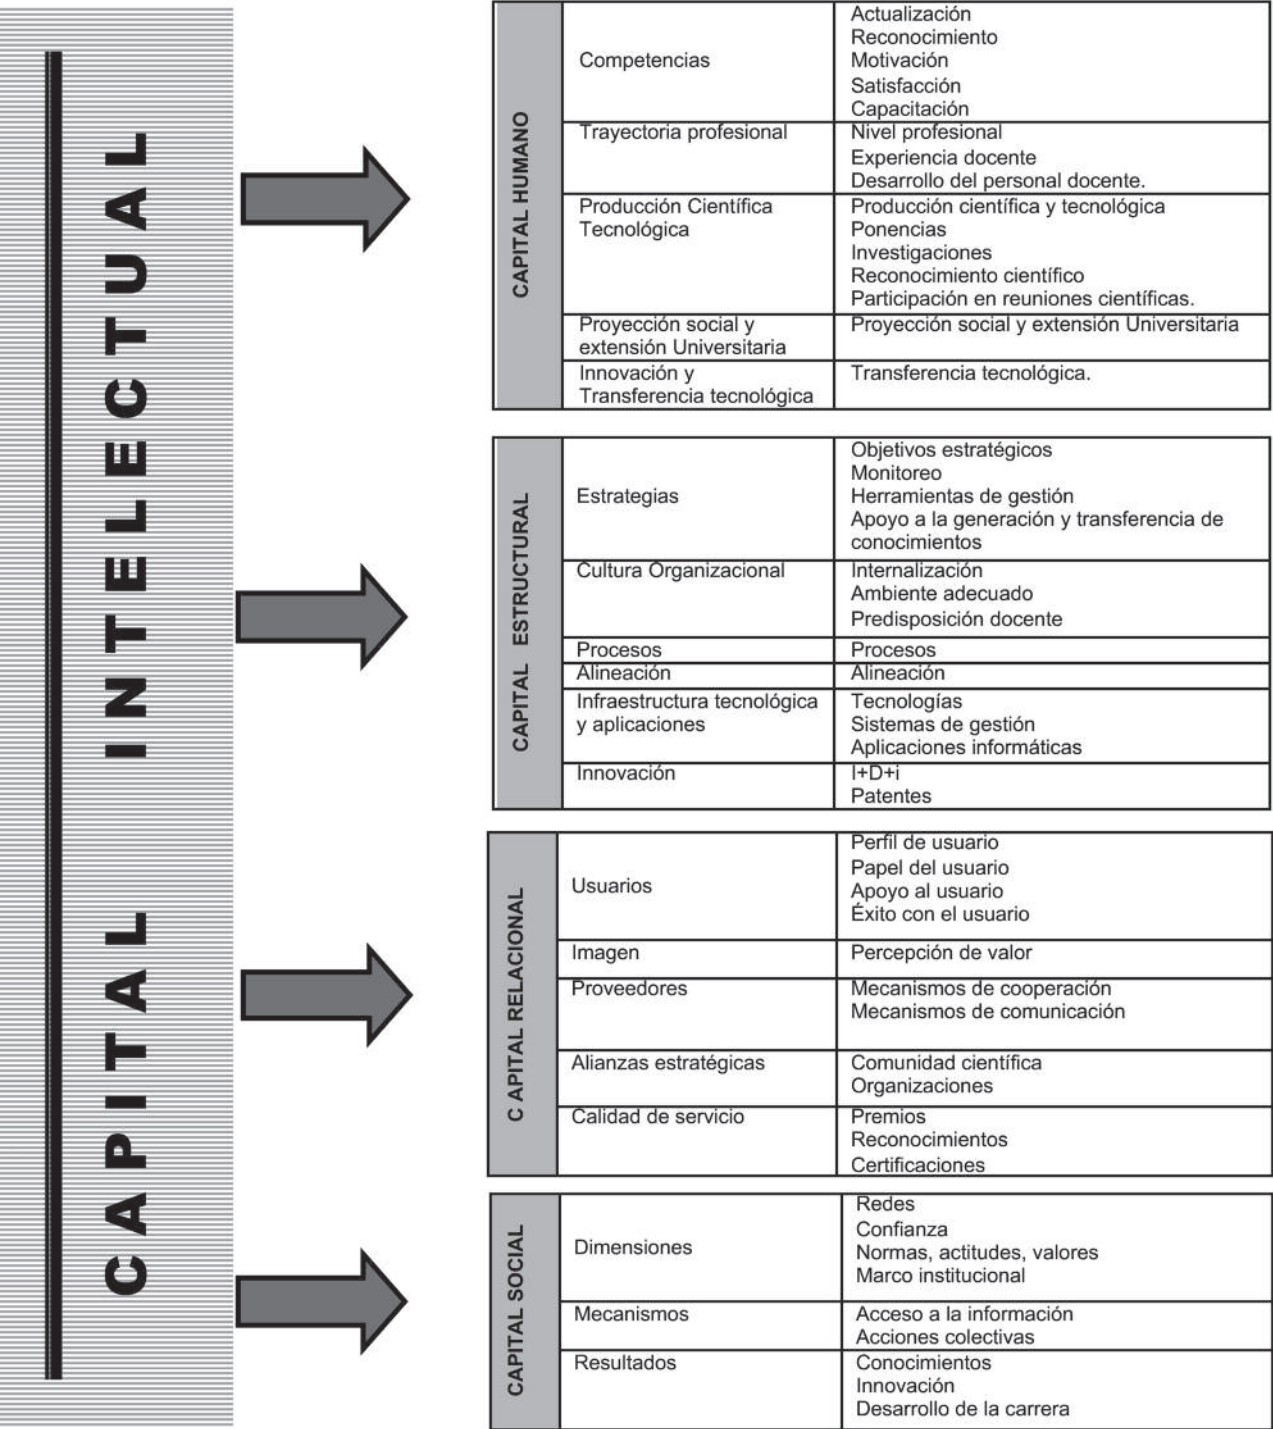 CAPITAL INTELECTUAL
CAPITAL HUMANO
Competencias
Actualización
Reconocimiento
Motivación
Satisfacción
Capacitación
Trayectoria profesional
Nivel profesional
Experiencia docente
Desarrollo del personal docente.
Producción Científica
Tecnológica
Producción científica y tecnológica
Ponencias
Investigaciones
Reconocimiento científico
Participación en reuniones científicas.
Proyección social y
extensión Universitaria
Proyección social y extensión Universitaria
Innovación y
Transferencia tecnológica
Transferencia tecnológica.
CAPITAL ESTRUCTURAL
Estrategias
Objetivos estratégicos
Monitoreo
Herramientas de gestión
Apoyo a la generación y transferencia de
conocimientos
Cultura Organizacional
Internalización
Ambiente adecuado
Predisposición docente
Procesos
Procesos
Alineación
Alineación
Infraestructura tecnológica
y aplicaciones
Tecnologías
Sistemas de gestión
Aplicaciones informáticas
Innovación
I+D+i
Patentes
C APITAL RELACIONAL
Usuarios
Perfil de usuario
Papel del usuario
Apoyo al usuario
Éxito con el usuario
Imagen
Percepción de valor
Proveedores
Mecanismos de cooperación
Mecanismos de comunicación
Alianzas estratégicas
Comunidad científica
Organizaciones
Calidad de servicio
Premios
Reconocimientos
Certificaciones
CAPITAL SOCIAL
Dimensiones
Redes
Confianza
Normas, actitudes, valores
Marco institucional
Mecanismos
Acceso a la información
Acciones colectivas
Resultados
Conocimientos
Innovación
Desarrollo de la carrera